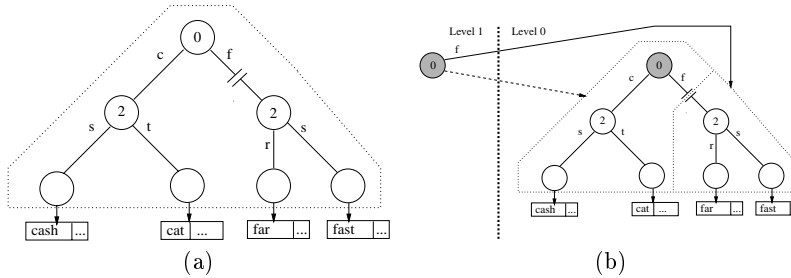 0
c
f
2
2
s
t
r
s
cash ...
cat ...
far ...
fast ...
(a)
Level 1
Level 0
f
0
0
c
f
2
2
s
t
r
s
cash ...
cat ...
far ...
fast ...
(b)